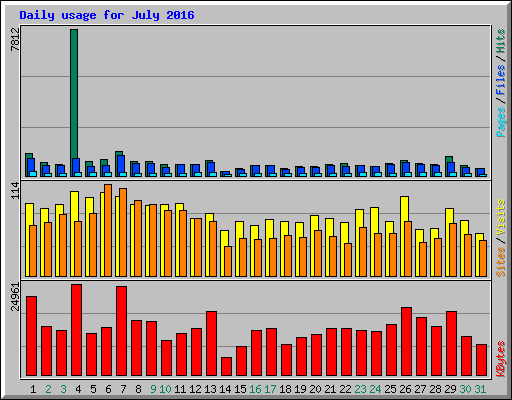 Daily usage for July 2016
7812
Pages / Files / Hits
114
Sites / Visits
24961
KBytes
1 2 3 4 5 6 7 8 9 10 11 12 13 14 15 16 17 18 19 20 21 22 23 24 25 26 27 28 29 30 31